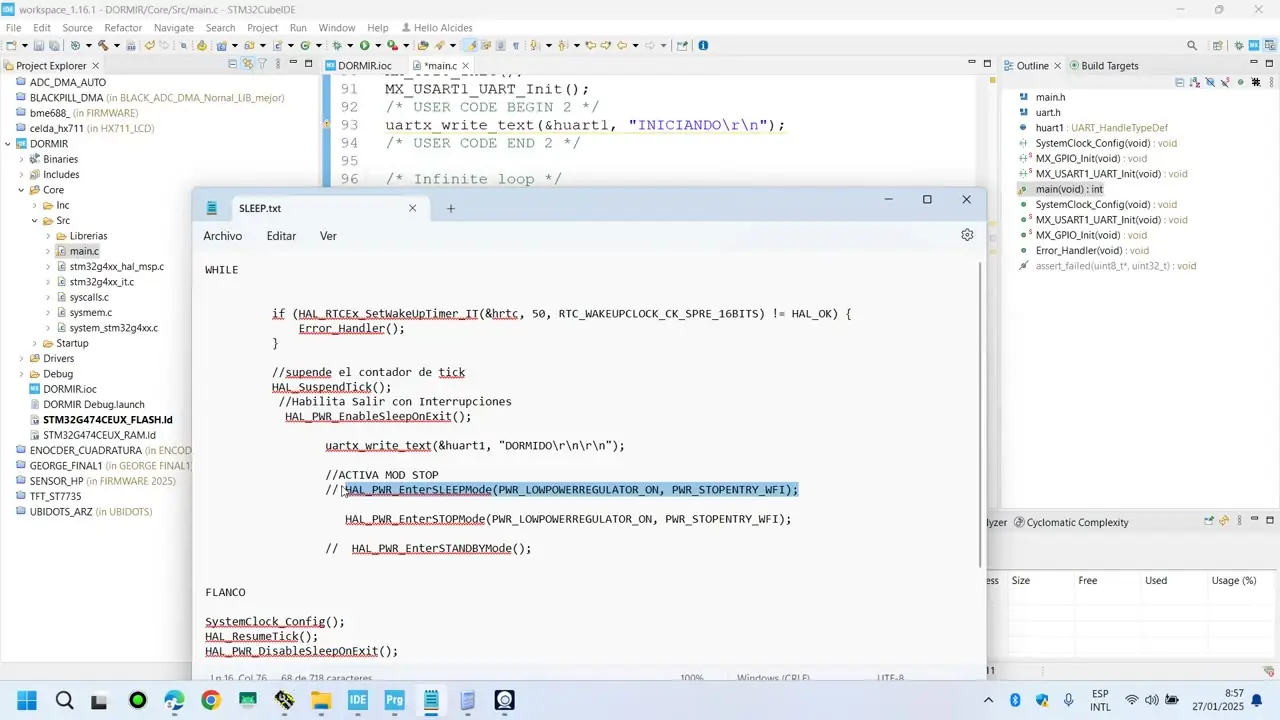 workspace_1.16.1 - DORMIR/Core/Src/main.c - STM32CubeIDE
File Edit Source Refactor Navigate Search Project Run Window Help Hello Alcides
Project Explorer
ADC_DMA_AUTO
BLACKPILL_DMA (in BLACK_ADC_DMA_Nornal_LIB_mejor)
bme688_ (in FIRMWARE)
celda_hx711 (in HX711_LCD)
DORMIR
Binaries
Includes
Core
Inc
Src
Librerias
main.c
stm32g4xx_hal_msp.c
stm32g4xx_it.c
syscalls.c
sysmem.c
system_stm32g4xx.c
Startup
Drivers
Debug
DORMIR.ioc
DORMIR Debug.launch
STM32G474CEUX_FLASH.ld
STM32G474CEUX_RAM.ld
ENOCDER_CUADRATURA (in ENCOD
GEORGE_FINAL1 (in GEORGE FINAL1)
SENSOR_HP (in FIRMWARE 2025)
TFT_ST7735
UBIDOTS_ARZ (in UBIDOTS)
DORMIR.ioc *main.c
91 MX_USART1_UART_Init();
92 /* USER CODE BEGIN 2 */
93 uartx_write_text(&huart1, "INICIANDO\r\n");
94 /* USER CODE END 2 */
95
96 /* Infinite loop */
SLEEP.txt
Archivo Editar Ver
WHILE
if (HAL_RTCEx_SetWakeUpTimer_IT(&hrtc, 50, RTC_WAKEUPCLOCK_CK_SPRE_16BITS) != HAL_OK) {
Error_Handler();
}
//supende el contador de tick
HAL_SuspendTick();
//Habilita Salir con Interrupciones
HAL_PWR_EnableSleepOnExit();
uartx_write_text(&huart1, "DORMIDO\r\n\r\n");
//ACTIVA MOD STOP
// HAL_PWR_EnterSLEEPMode(PWR_LOWPOWERREGULATOR_ON, PWR_STOPENTRY_WFI);
HAL_PWR_EnterSTOPMode(PWR_LOWPOWERREGULATOR_ON, PWR_STOPENTRY_WFI);
// HAL_PWR_EnterSTANDBYMode();
FLANCO
SystemClock_Config();
HAL_ResumeTick();
HAL_PWR_DisableSleepOnExit();
Ln 16, Col 76 68 de 718 caracteres 100% Windows (CRLF) UTF-8
Outline Build Targets
main.h
uart.h
huart1 : UART_HandleTypeDef
SystemClock_Config(void) : void
MX_GPIO_Init(void) : void
MX_USART1_UART_Init(void) : void
main(void) : int
SystemClock_Config(void) : void
MX_USART1_UART_Init(void) : void
MX_GPIO_Init(void) : void
Error_Handler(void) : void
assert_failed(uint8_t*, uint32_t) : void
lyzer Cyclomatic Complexity
ess Size Free Used Usage (%)
IDE Prg
ESP
INTL
8:57
27/01/2025